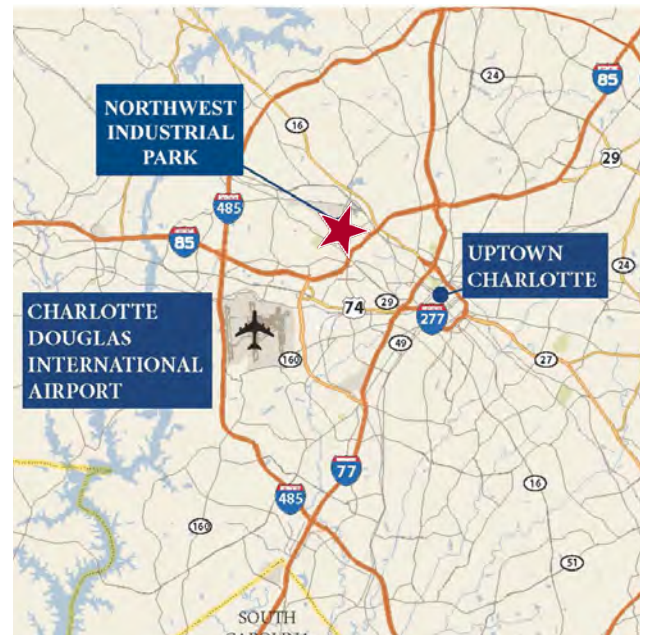 24
85
NORTHWEST
INDUSTRIAL
PARK
16
29
485
85
UPTOWN
CHARLOTTE
24
CHARLOTTE
DOUGLAS
INTERNATIONAL
AIRPORT
74
29
277
49
160
27
77
485
16
160
51
SOUTH
CAROLINA